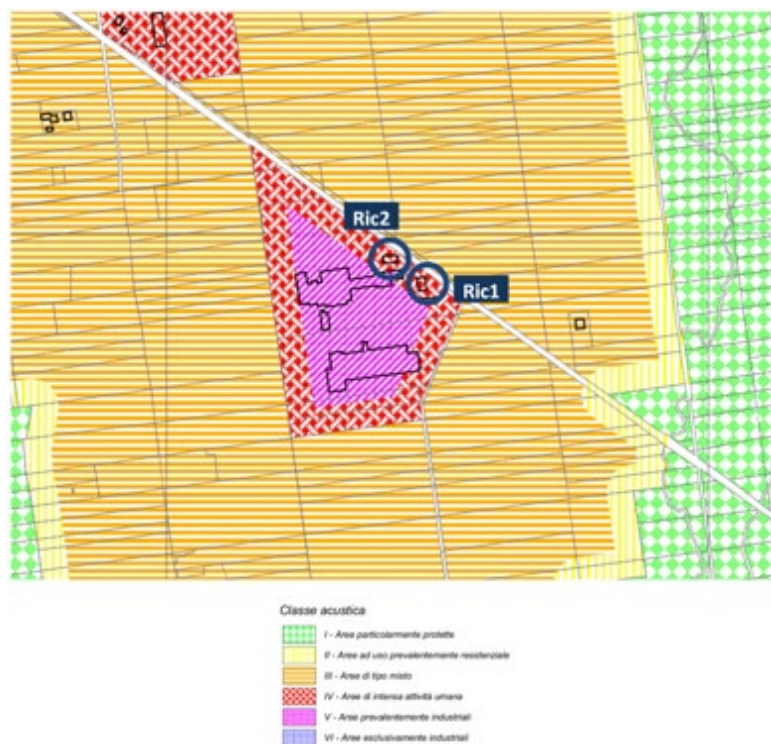 Ric2
Ric1
Classe acustica
I - Aree particolarmente protette
II - Aree ad uso prevalentemente residenziale
III - Aree di tipo misto
IV - Aree di intensa attività umana
V - Aree prevalentemente industriali
VI - Aree esclusivamente industriali